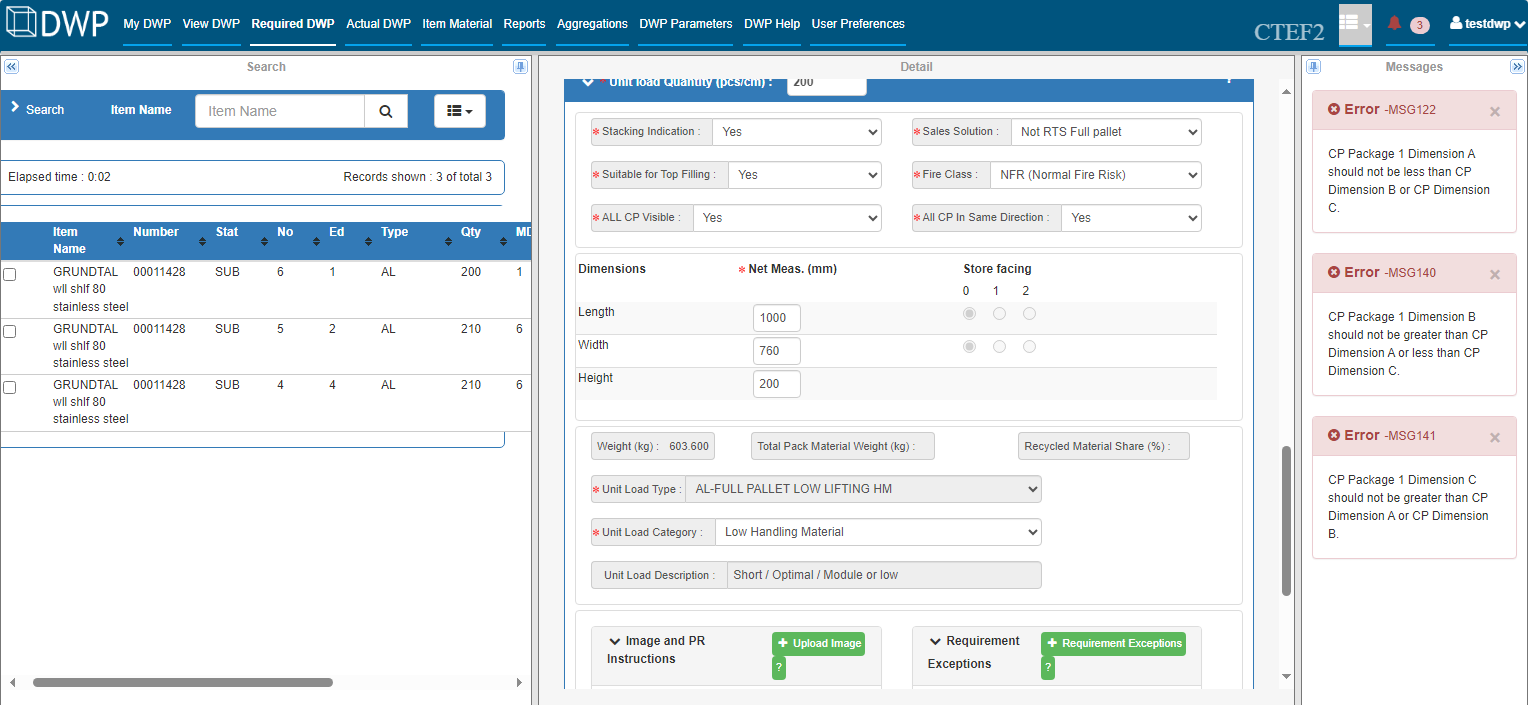 DWP
My DWP View DWP Required DWP Actual DWP Item Material Reports Aggregations DWP Parameters DWP Help User Preferences
CTEF2
3
testdwp
Search
Search
Item Name
Item Name
Elapsed time : 0:02
Records shown : 3 of total 3
Item Name Number Stat No Ed Type Qty MD
GRUNDTAL 00011428 SUB 6 1 AL 200 1
wll shlf 80
stainless steel
GRUNDTAL 00011428 SUB 5 2 AL 210 6
wll shlf 80
stainless steel
GRUNDTAL 00011428 SUB 4 4 AL 210 6
wll shlf 80
stainless steel
Detail
* Unit load Quantity (pcs/cm) : 200
* Stacking Indication : Yes
* Sales Solution : Not RTS Full pallet
* Suitable for Top Filling : Yes
* Fire Class : NFR (Normal Fire Risk)
* ALL CP Visible : Yes
* All CP In Same Direction : Yes
Dimensions * Net Meas. (mm) Store facing
0 1 2
Length 1000
Width 760
Height 200
Weight (kg) : 603.600
Total Pack Material Weight (kg) :
Recycled Material Share (%) :
* Unit Load Type : AL-FULL PALLET LOW LIFTING HM
* Unit Load Category : Low Handling Material
Unit Load Description : Short / Optimal / Module or low
Image and PR
Instructions
+ Upload Image
?
Requirement
Exceptions
+ Requirement Exceptions
?
Messages
Error -MSG122 ×
CP Package 1 Dimension A
should not be less than CP
Dimension B or CP Dimension
C.
Error -MSG140 ×
CP Package 1 Dimension B
should not be greater than CP
Dimension A or less than CP
Dimension C.
Error -MSG141 ×
CP Package 1 Dimension C
should not be greater than CP
Dimension A or CP Dimension
B.